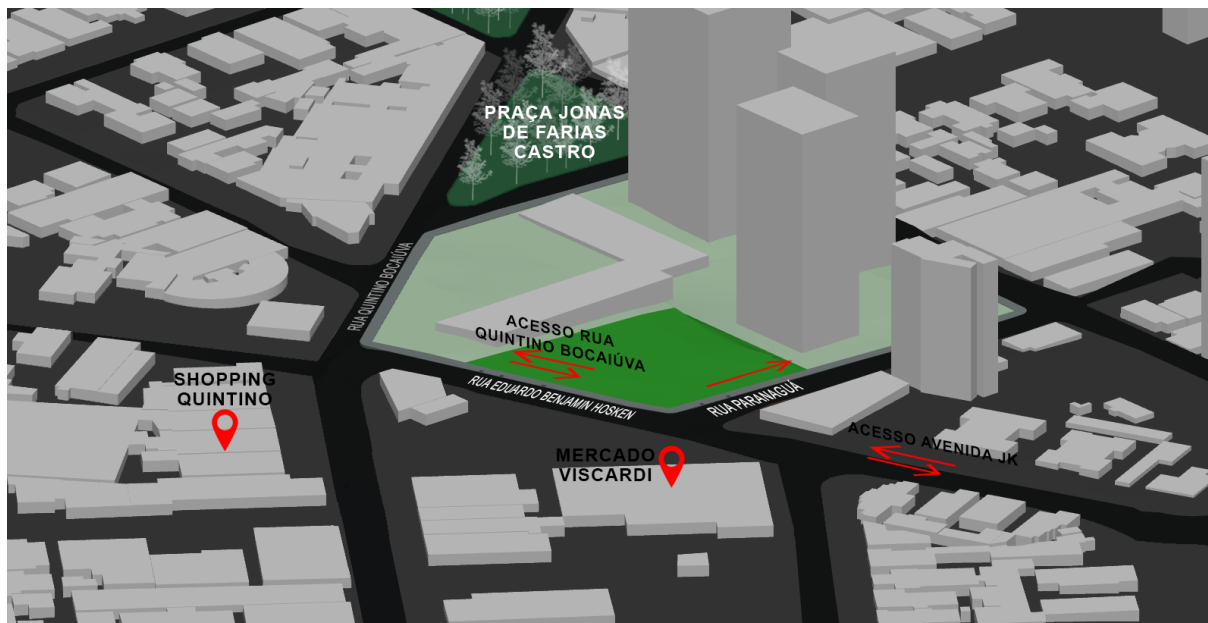 PRAÇA JONAS
DE FARIAS
CASTRO
RUA QUINTINO BOCAIÚVA
ACESSO RUA
QUINTINO BOCAIÚVA
RUA EDUARDO BENJAMIN HOSKEN
RUA PARANAGUÁ
SHOPPING
QUINTINO
ACESSO AVENIDA JK
MERCADO
VISCARDI